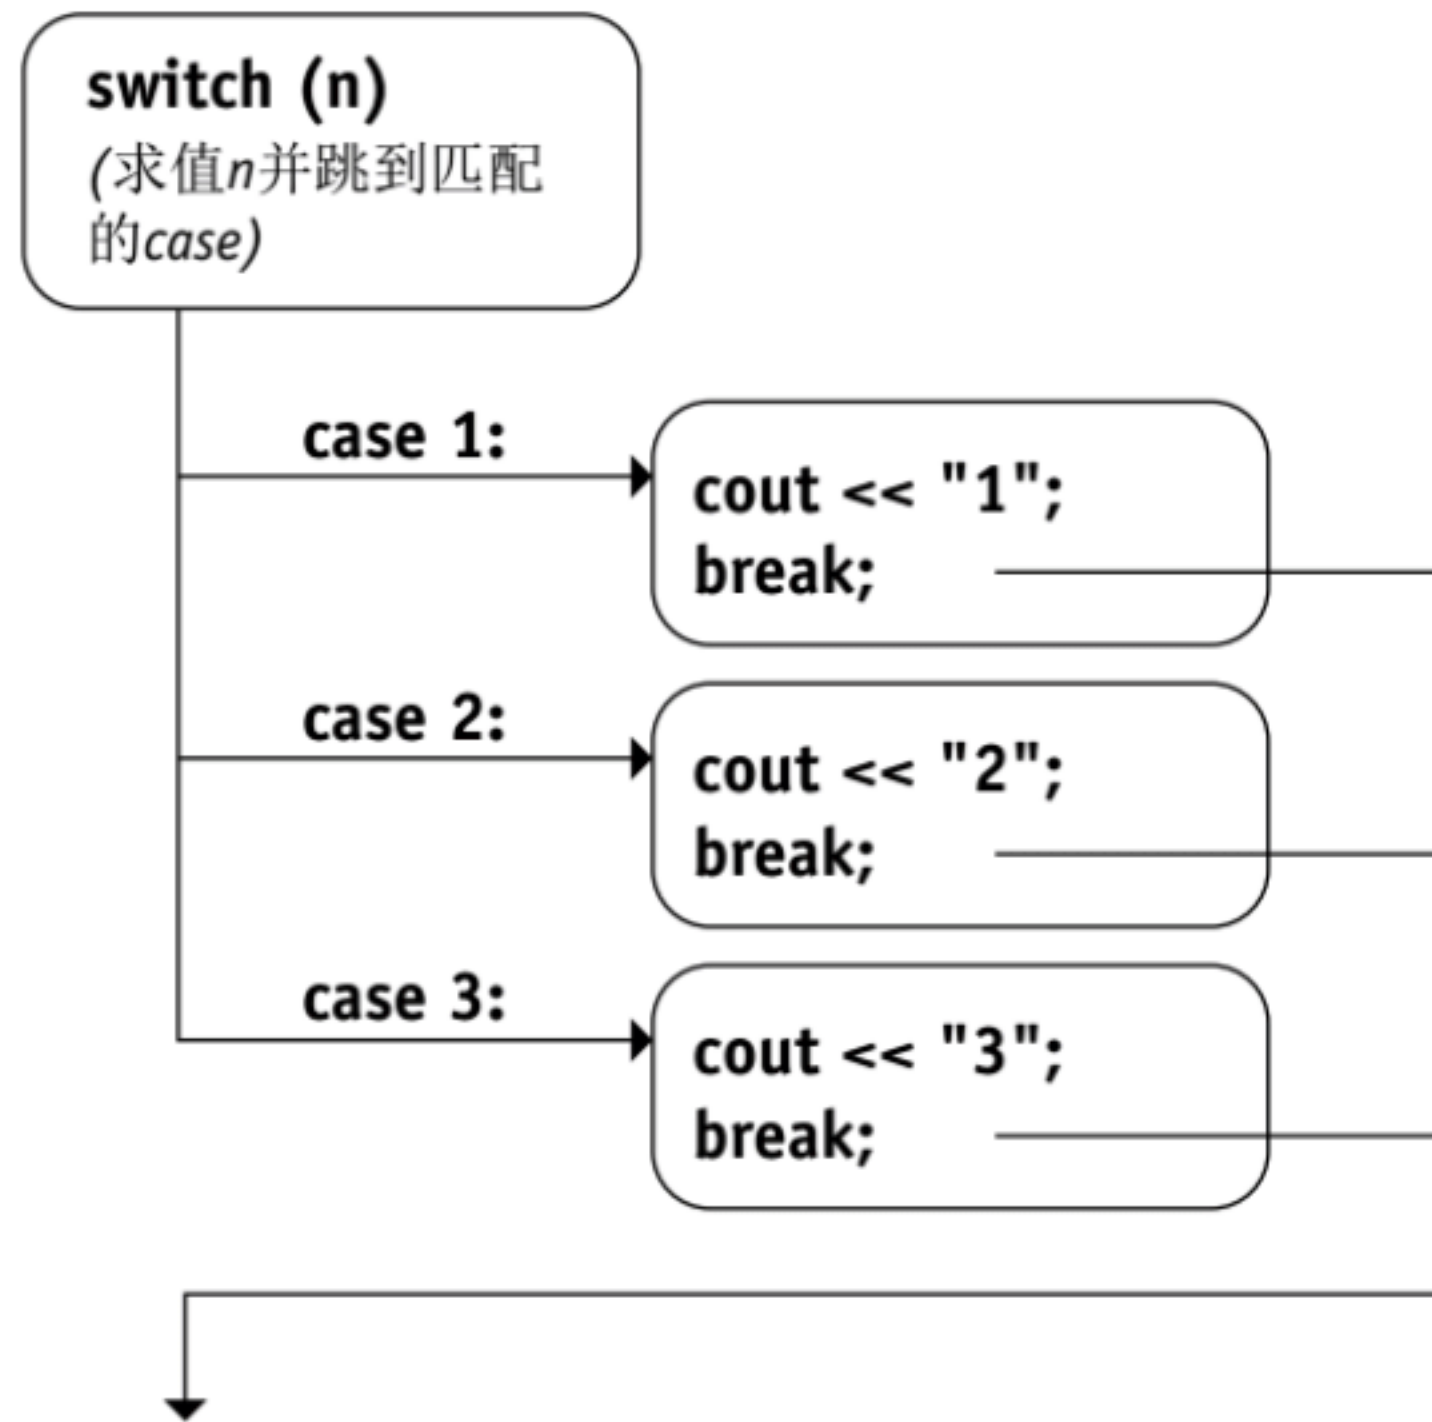 switch (n)
(求值n并跳到匹配
的case)
case 1:
cout << "1";
break;
case 2:
cout << "2";
break;
case 3:
cout << "3";
break;